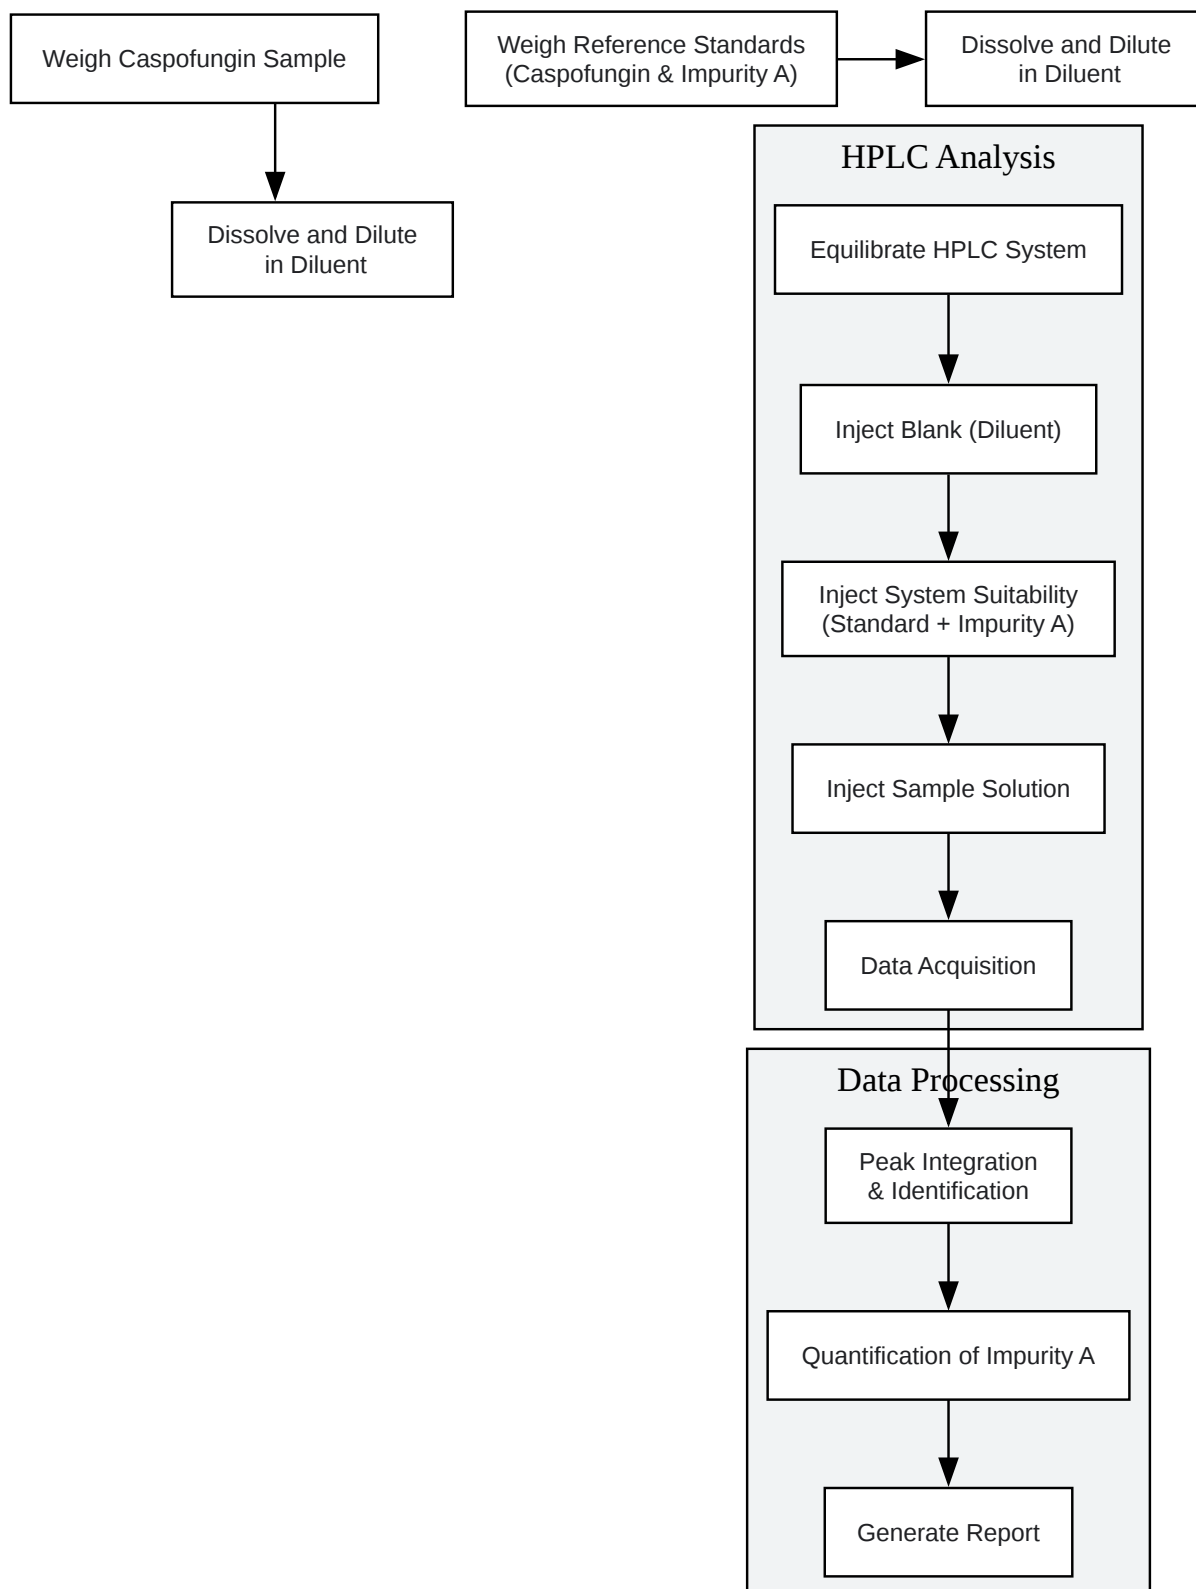 Weigh Caspofungin Sample
Dissolve and Dilute
in Diluent
Weigh Reference Standards
(Caspofungin & Impurity A)
Dissolve and Dilute
in Diluent
HPLC Analysis
Equilibrate HPLC System
Inject Blank (Diluent)
Inject System Suitability
(Standard + Impurity A)
Inject Sample Solution
Data Acquisition
Data Processing
Peak Integration
& Identification
Quantification of Impurity A
Generate Report